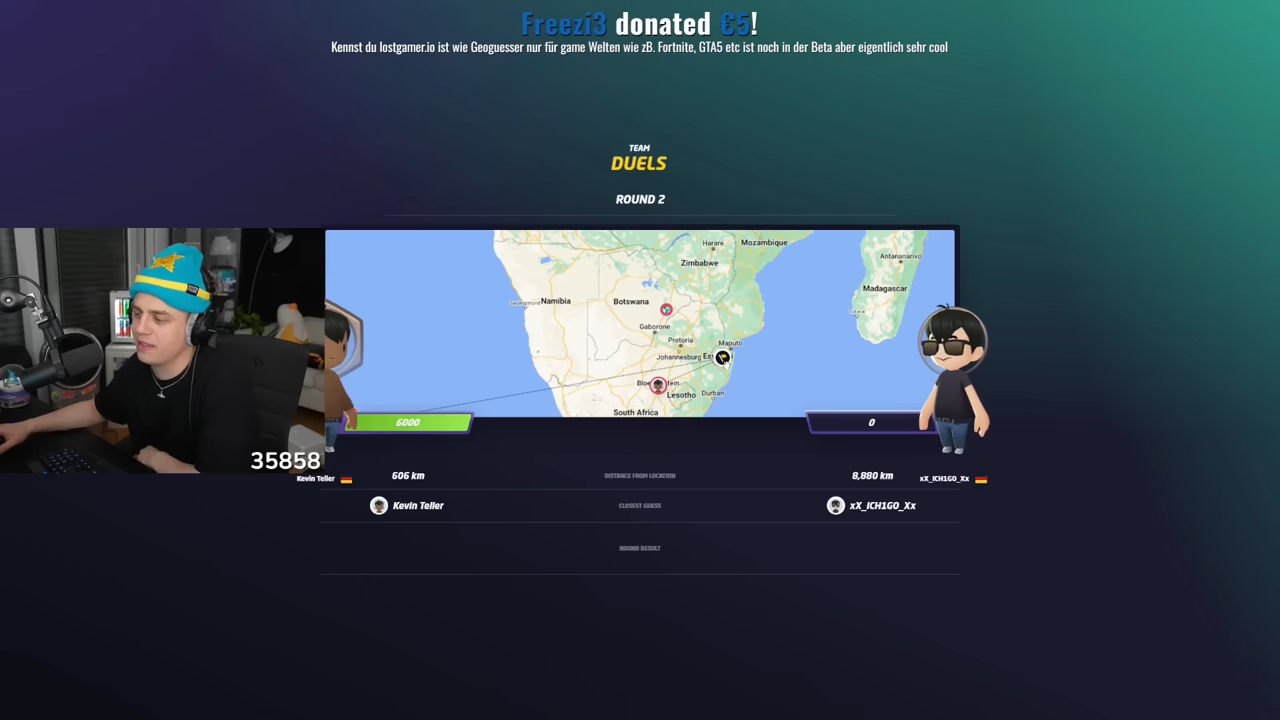 Freezi3 donated €5!
Kennst du lostgamer.io ist wie Geoguesser nur für game Welten wie zB. Fortnite, GTA5 etc ist noch in der Beta aber eigentlich sehr cool
TEAM
DUELS
ROUND 2
Harare
Mozambique
Zimbabwe
Antananarivo
Madagascar
Swakopmund
Namibia
Botswana
Gaborone
Pretoria
Maputo
Johannesburg
Lesotho
Durban
South Africa
6000
0
35858
Kevin Teller
606 km
DISTANCE FROM LOCATION
8,880 km
xX_ICH1GO_Xx
Kevin Teller
CLOSEST GUESS
xX_ICH1GO_Xx
ROUND RESULT